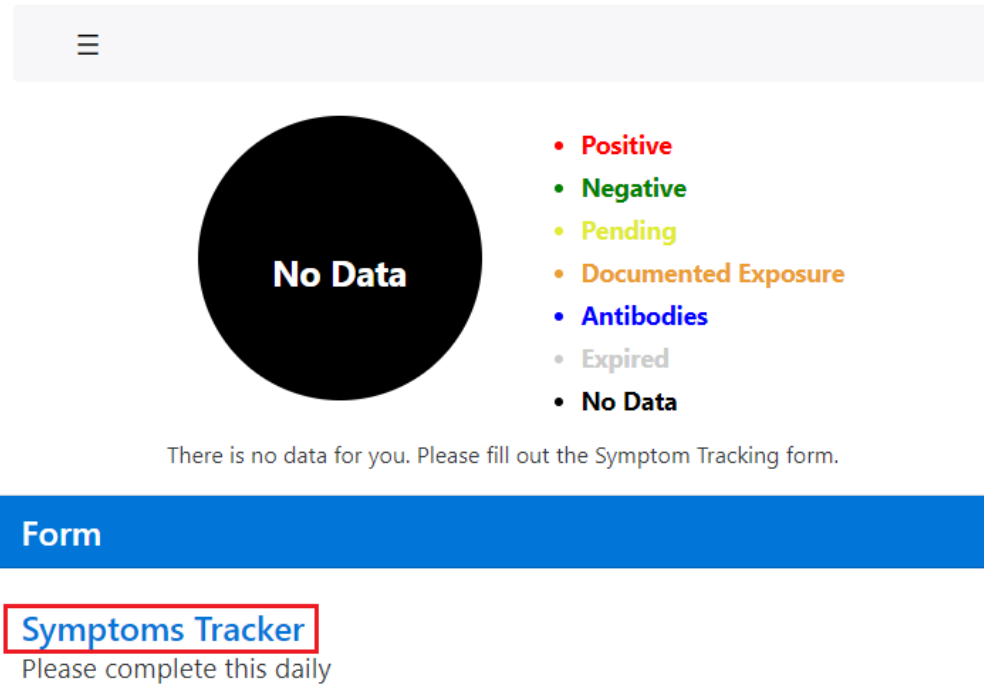 No Data
Positive
Negative
Pending
Documented Exposure
Antibodies
Expired
No Data
There is no data for you. Please fill out the Symptom Tracking form.
Form
Symptoms Tracker
Please complete this daily